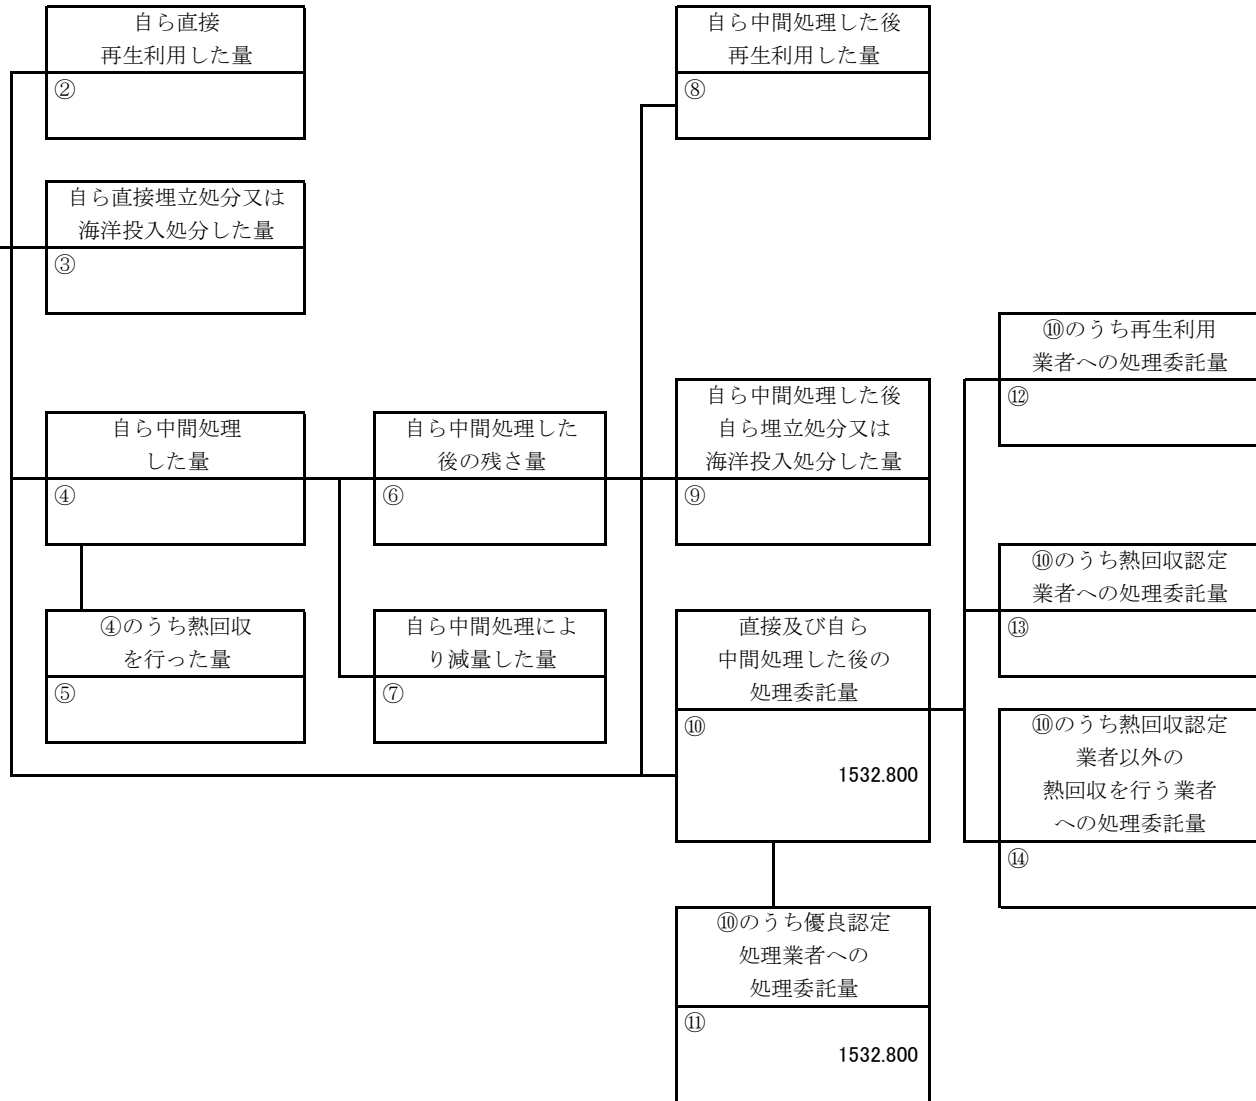 自ら直接
再生利用した量
②
自ら直接埋立処分又は
海洋投入処分した量
③
自ら中間処理
した量
④
④のうち熱回収
を行った量
⑤
自ら中間処理した
後の残さ量
⑥
自ら中間処理によ
り減量した量
⑦
自ら中間処理した後
再生利用した量
⑧
自ら中間処理した後
自ら埋立処分又は
海洋投入処分した量
⑨
直接及び自ら
中間処理した後の
処理委託量
⑩
1532.800
⑩のうち優良認定
処理業者への
処理委託量
⑪
1532.800
⑩のうち再生利用
業者への処理委託量
⑫
⑩のうち熱回収認定
業者への処理委託量
⑬
⑩のうち熱回収認定
業者以外の
熱回収を行う業者
への処理委託量
⑭